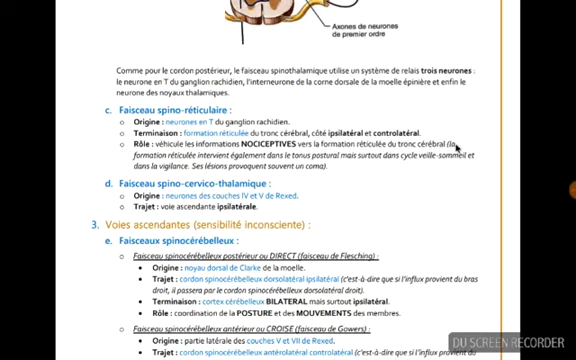 Axones de neurones
de premier ordre
Comme pour le cordon postérieur, le faisceau spinothalamique utilise un système de relais trois neurones :
le neurone en T du ganglion rachidien, l'interneurone de la corne dorsale de la moelle épinière et enfin le
neurone des noyaux thalamiques.
c. Faisceau spino-réticulaire :
o Origine : neurones en T du ganglion rachidien.
o Terminaison : formation réticulée du tronc cérébral, côté ipsilatéral et controlatéral.
o Rôle : véhicule les informations NOCICEPTIVES vers la formation réticulée du tronc cérébral (la
formation réticulée intervient également dans le tonus postural mais surtout dans cycle veille-sommeil et
dans la vigilance. Ses lésions provoquent souvent un coma).
d. Faisceau spino-cervico-thalamique :
o Origine : neurones des couches IV et V de Rexed.
o Trajet : voie ascendante ipsilatérale.
3. Voies ascendantes (sensibilité inconsciente) :
e. Faisceaux spinocérébelleux :
o Faisceau spinocérébelleux postérieur ou DIRECT (faisceau de Flesching) :
• Origine : noyau dorsal de Clarke de la moelle.
• Trajet : cordon spinocérébelleux dorsolatéral ipsilatéral (c'est-à-dire que si l'influx provient du bras
droit, il passera par le cordon spinocérébelleux dorsolatéral droit).
• Terminaison : cortex cérébelleux BILATERAL mais surtout ipsilatéral.
• Rôle : coordination de la POSTURE et des MOUVEMENTS des membres.
o Faisceau spinocérébelleux antérieur ou CROISE (faisceau de Gowers) :
• Origine : partie latérale des couches V et VII de Rexed.
• Trajet : cordon spinocérébelleux antérolatéral controlatéral (c'est-à-dire que si l'influx provient du
DU SCREEN RECORDER